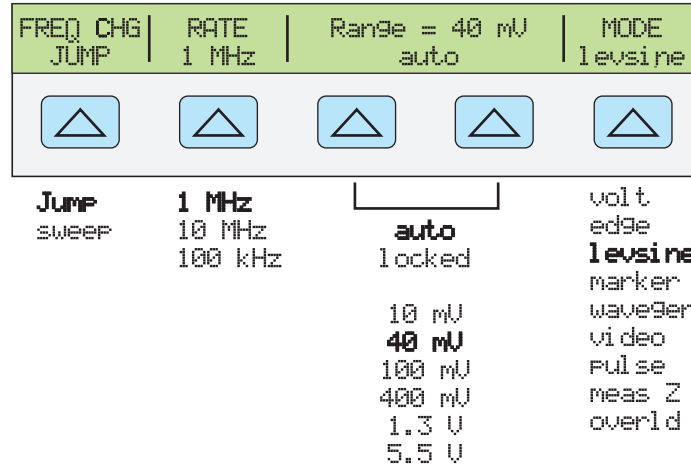 FREQ CHG RATE Range = 40 mV MODE
JUMP 1 MHz auto levsine
Jump
sweep
1 MHz
10 MHz
100 kHz
auto
locked
10 mV
40 mV
100 mV
400 mV
1.3 V
5.5 V
volt
edge
levsine
marker
wavegen
video
pulse
meas Z
overld